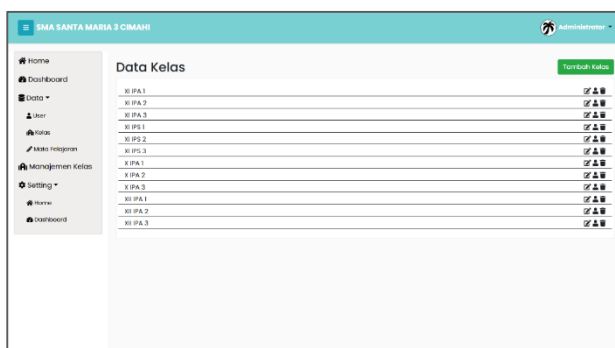 SMA SANTA MARIA 3 CIMAHI
Administrator
Home
Dashboard
Data
User
Kelas
Mata Pelajaran
Manajemen Kelas
Setting
Home
Dashboard
Data Kelas
Tambah Kelas
XI IPA 1
XI IPA 2
XI IPA 3
XI IPS 1
XI IPS 2
XI IPS 3
X IPA 1
X IPA 2
X IPA 3
XII IPA 1
XII IPA 2
XII IPA 3